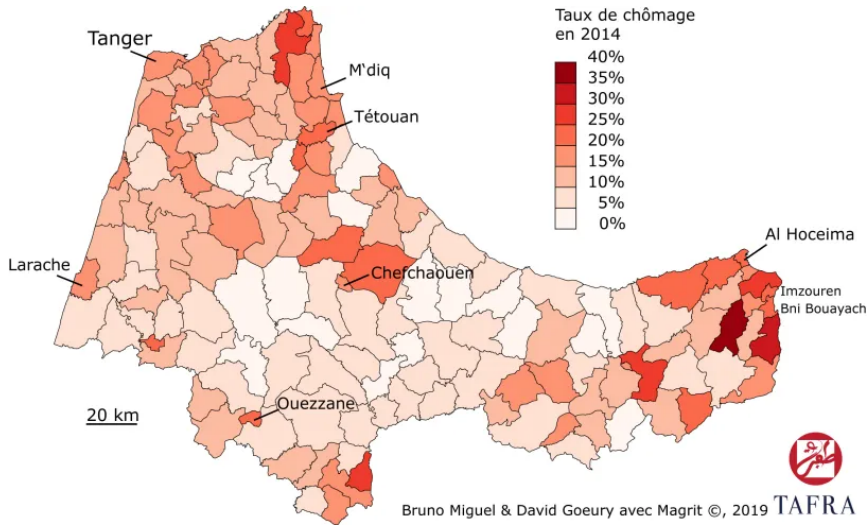 Taux de chômage
en 2014
40%
35%
30%
25%
20%
15%
10%
5%
0%
Tanger
M'diq
Tétouan
Larache
Chefchaouen
Al Hoceima
Imzouren
Bni Bouayach
Ouezzane
20 km
Bruno Miguel & David Goeury avec Magrit ©, 2019
TAFRA